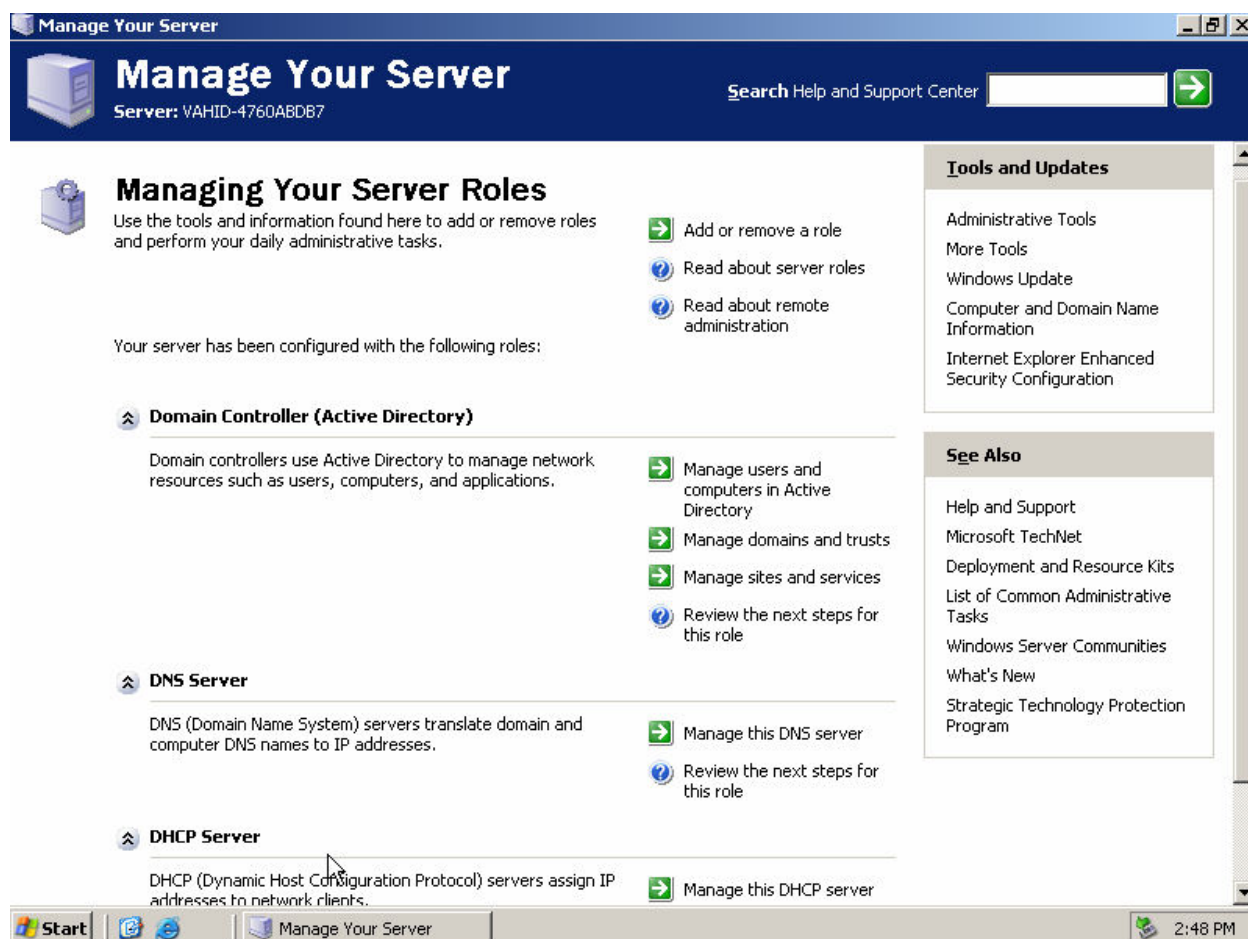 Manage Your Server
Manage Your Server
Server: VAHID-4760ABDB7
Search Help and Support Center
Managing Your Server Roles
Use the tools and information found here to add or remove roles
and perform your daily administrative tasks.
Add or remove a role
Read about server roles
Read about remote
administration
Your server has been configured with the following roles:
Domain Controller (Active Directory)
Domain controllers use Active Directory to manage network
resources such as users, computers, and applications.
Manage users and
computers in Active
Directory
Manage domains and trusts
Manage sites and services
Review the next steps for
this role
DNS Server
DNS (Domain Name System) servers translate domain and
computer DNS names to IP addresses.
Manage this DNS server
Review the next steps for
this role
DHCP Server
DHCP (Dynamic Host Configuration Protocol) servers assign IP
addresses to network clients.
Manage this DHCP server
Tools and Updates
Administrative Tools
More Tools
Windows Update
Computer and Domain Name
Information
Internet Explorer Enhanced
Security Configuration
See Also
Help and Support
Microsoft TechNet
Deployment and Resource Kits
List of Common Administrative
Tasks
Windows Server Communities
What's New
Strategic Technology Protection
Program
Start
Manage Your Server
2:48 PM